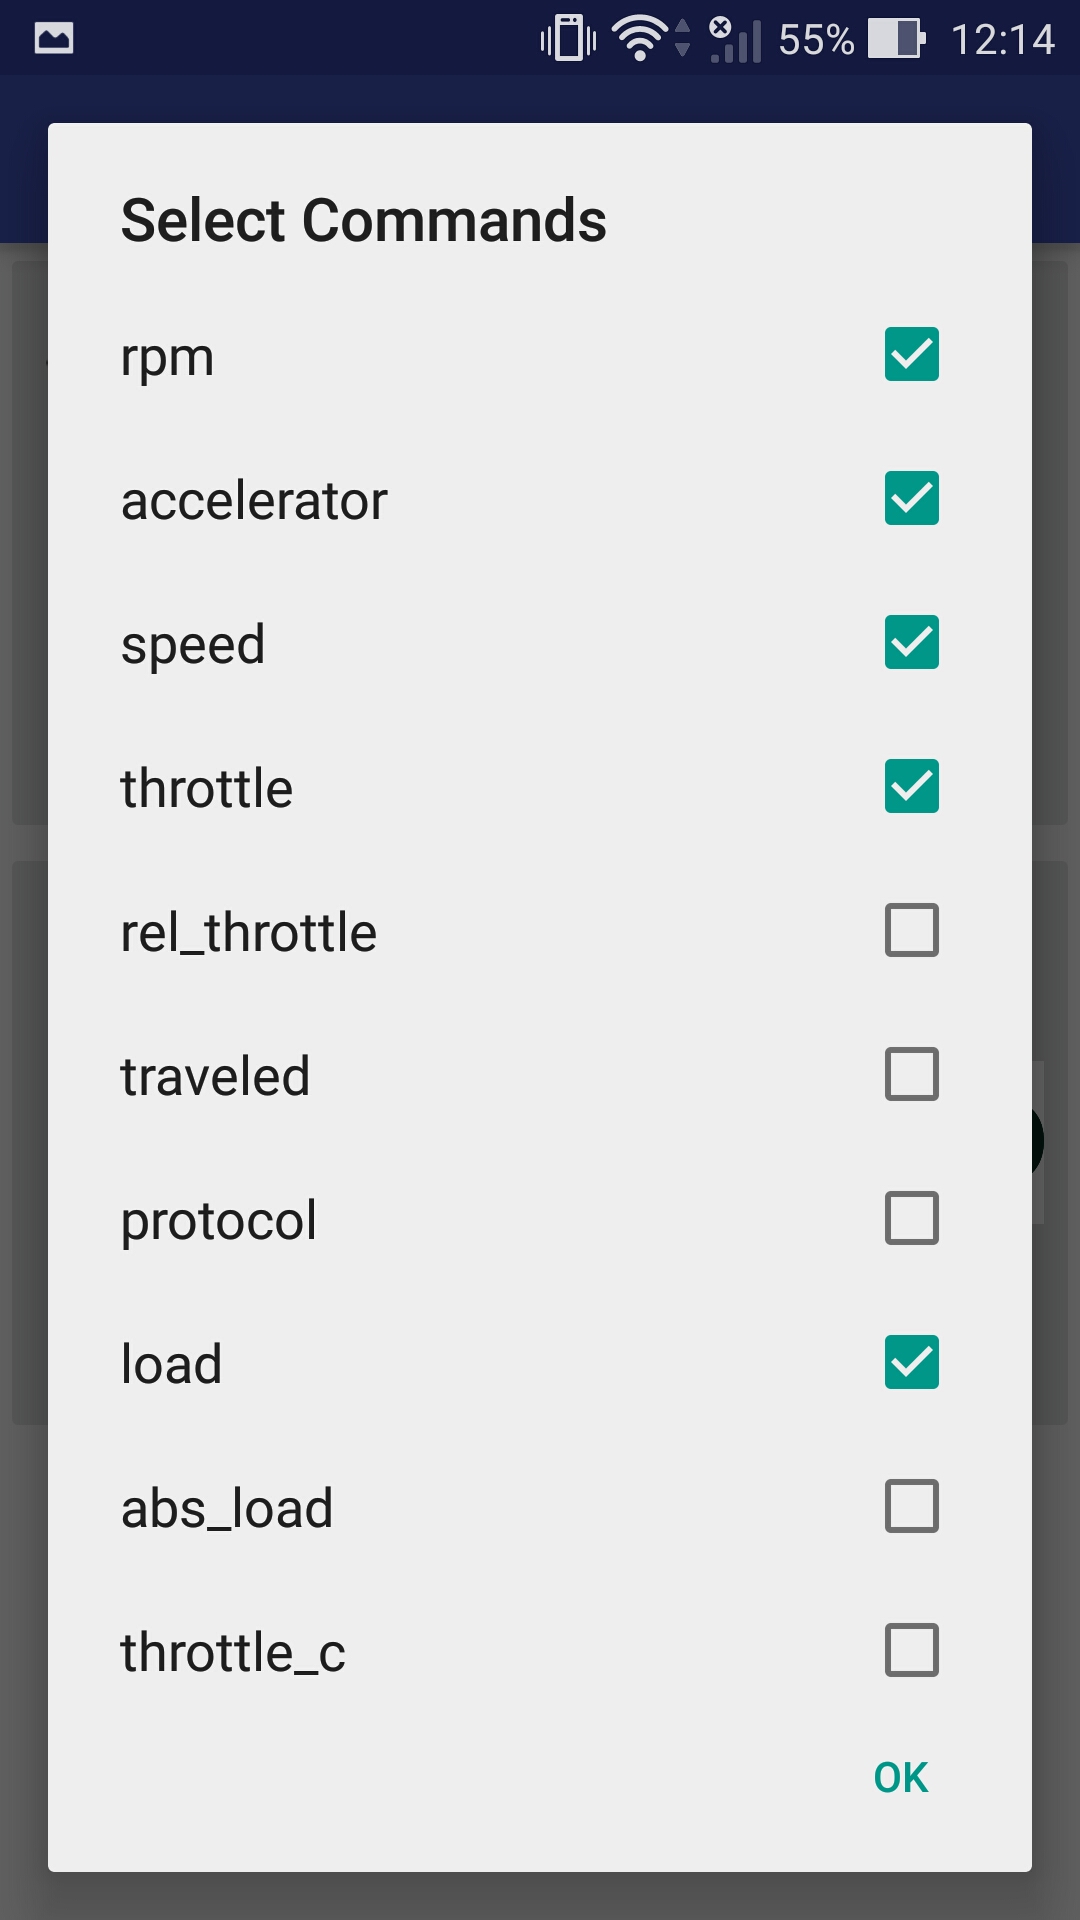 55% 12:14
Select Commands
rpm
accelerator
speed
throttle
rel_throttle
traveled
protocol
load
abs_load
throttle_c
OK